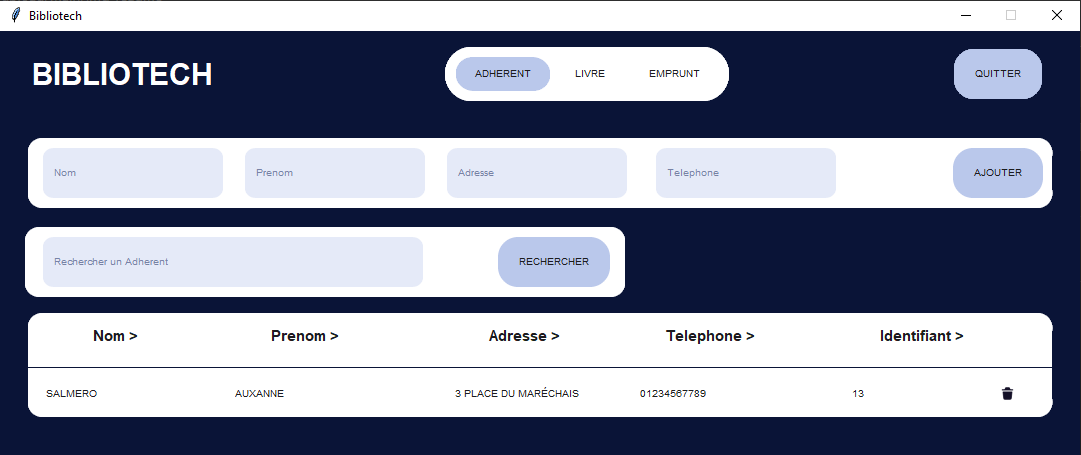 Bibliotech
BIBLIOTECH ADHERENT LIVRE EMPRUNT QUITTER
Nom Prenom Adresse Telephone AJOUTER
Rechercher un Adherent RECHERCHER
Nom > Prenom > Adresse > Telephone > Identifiant >
SALMERO AUXANNE 3 PLACE DU MARÉCHAIS 01234567789 13